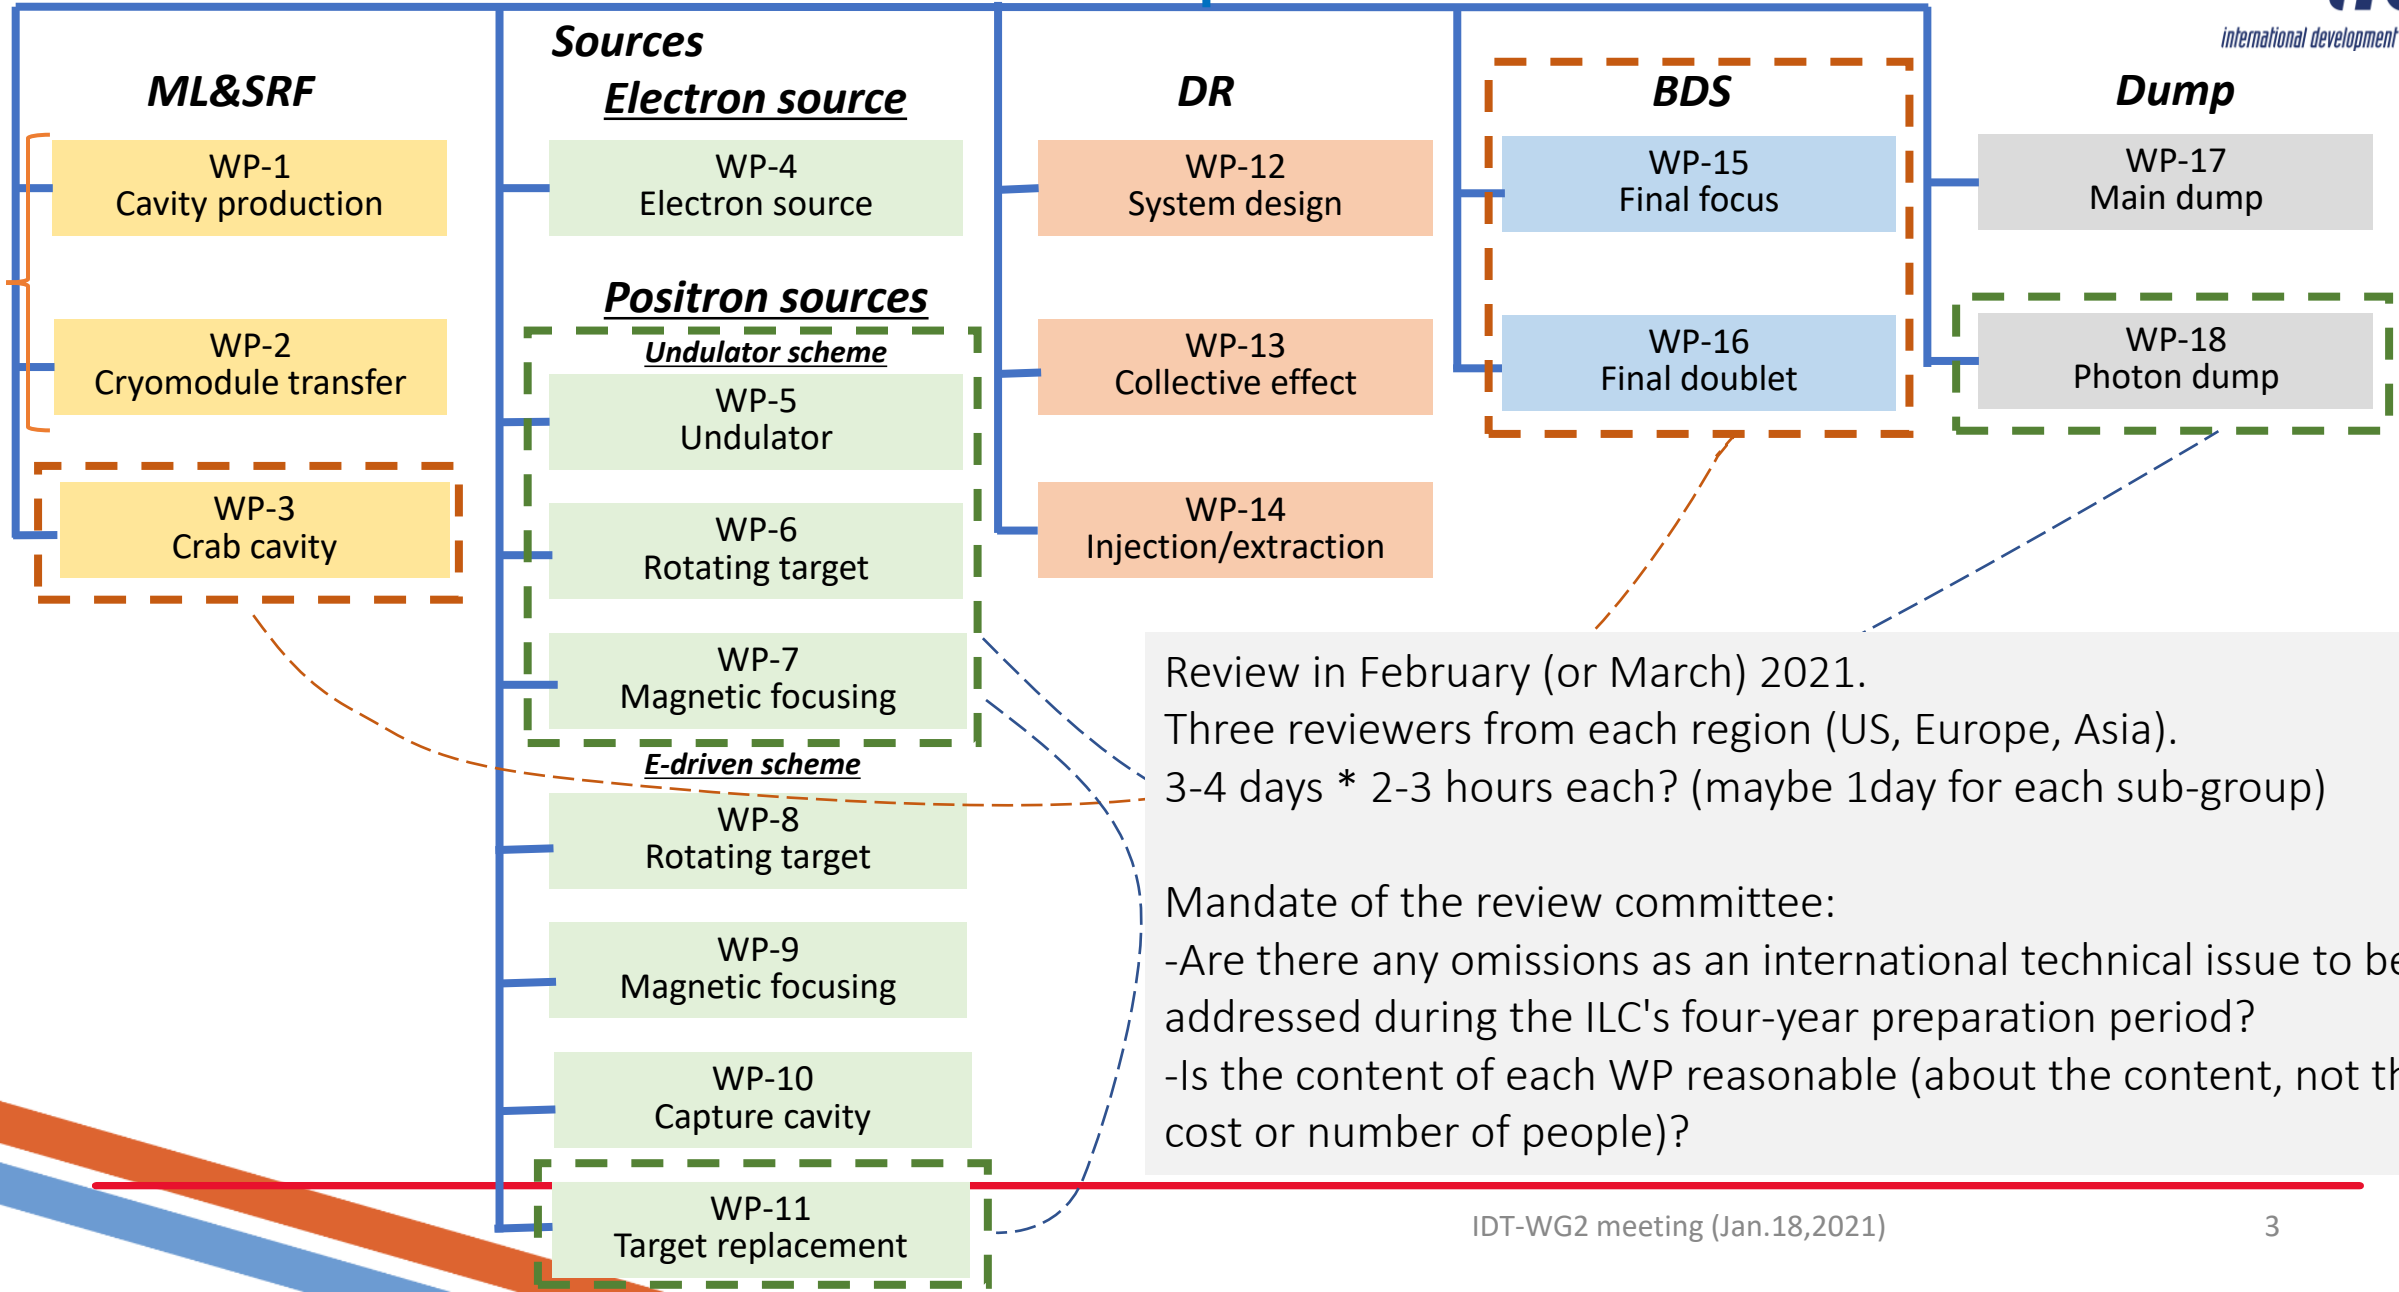 international development
Sources
ML&SRF
Electron source
DR
BDS
Dump
WP-1
Cavity production
WP-2
Cryomodule transfer
WP-3
Crab cavity
WP-4
Electron source
Positron sources
Undulator scheme
WP-5
Undulator
WP-6
Rotating target
WP-7
Magnetic focusing
E-driven scheme
WP-8
Rotating target
WP-9
Magnetic focusing
WP-10
Capture cavity
WP-11
Target replacement
WP-12
System design
WP-13
Collective effect
WP-14
Injection/extraction
WP-15
Final focus
WP-16
Final doublet
WP-17
Main dump
WP-18
Photon dump
Review in February (or March) 2021.
Three reviewers from each region (US, Europe, Asia).
3-4 days * 2-3 hours each? (maybe 1day for each sub-group)
Mandate of the review committee:
-Are there any omissions as an international technical issue to be
addressed during the ILC's four-year preparation period?
-Is the content of each WP reasonable (about the content, not th
cost or number of people)?
IDT-WG2 meeting (Jan.18,2021)
3